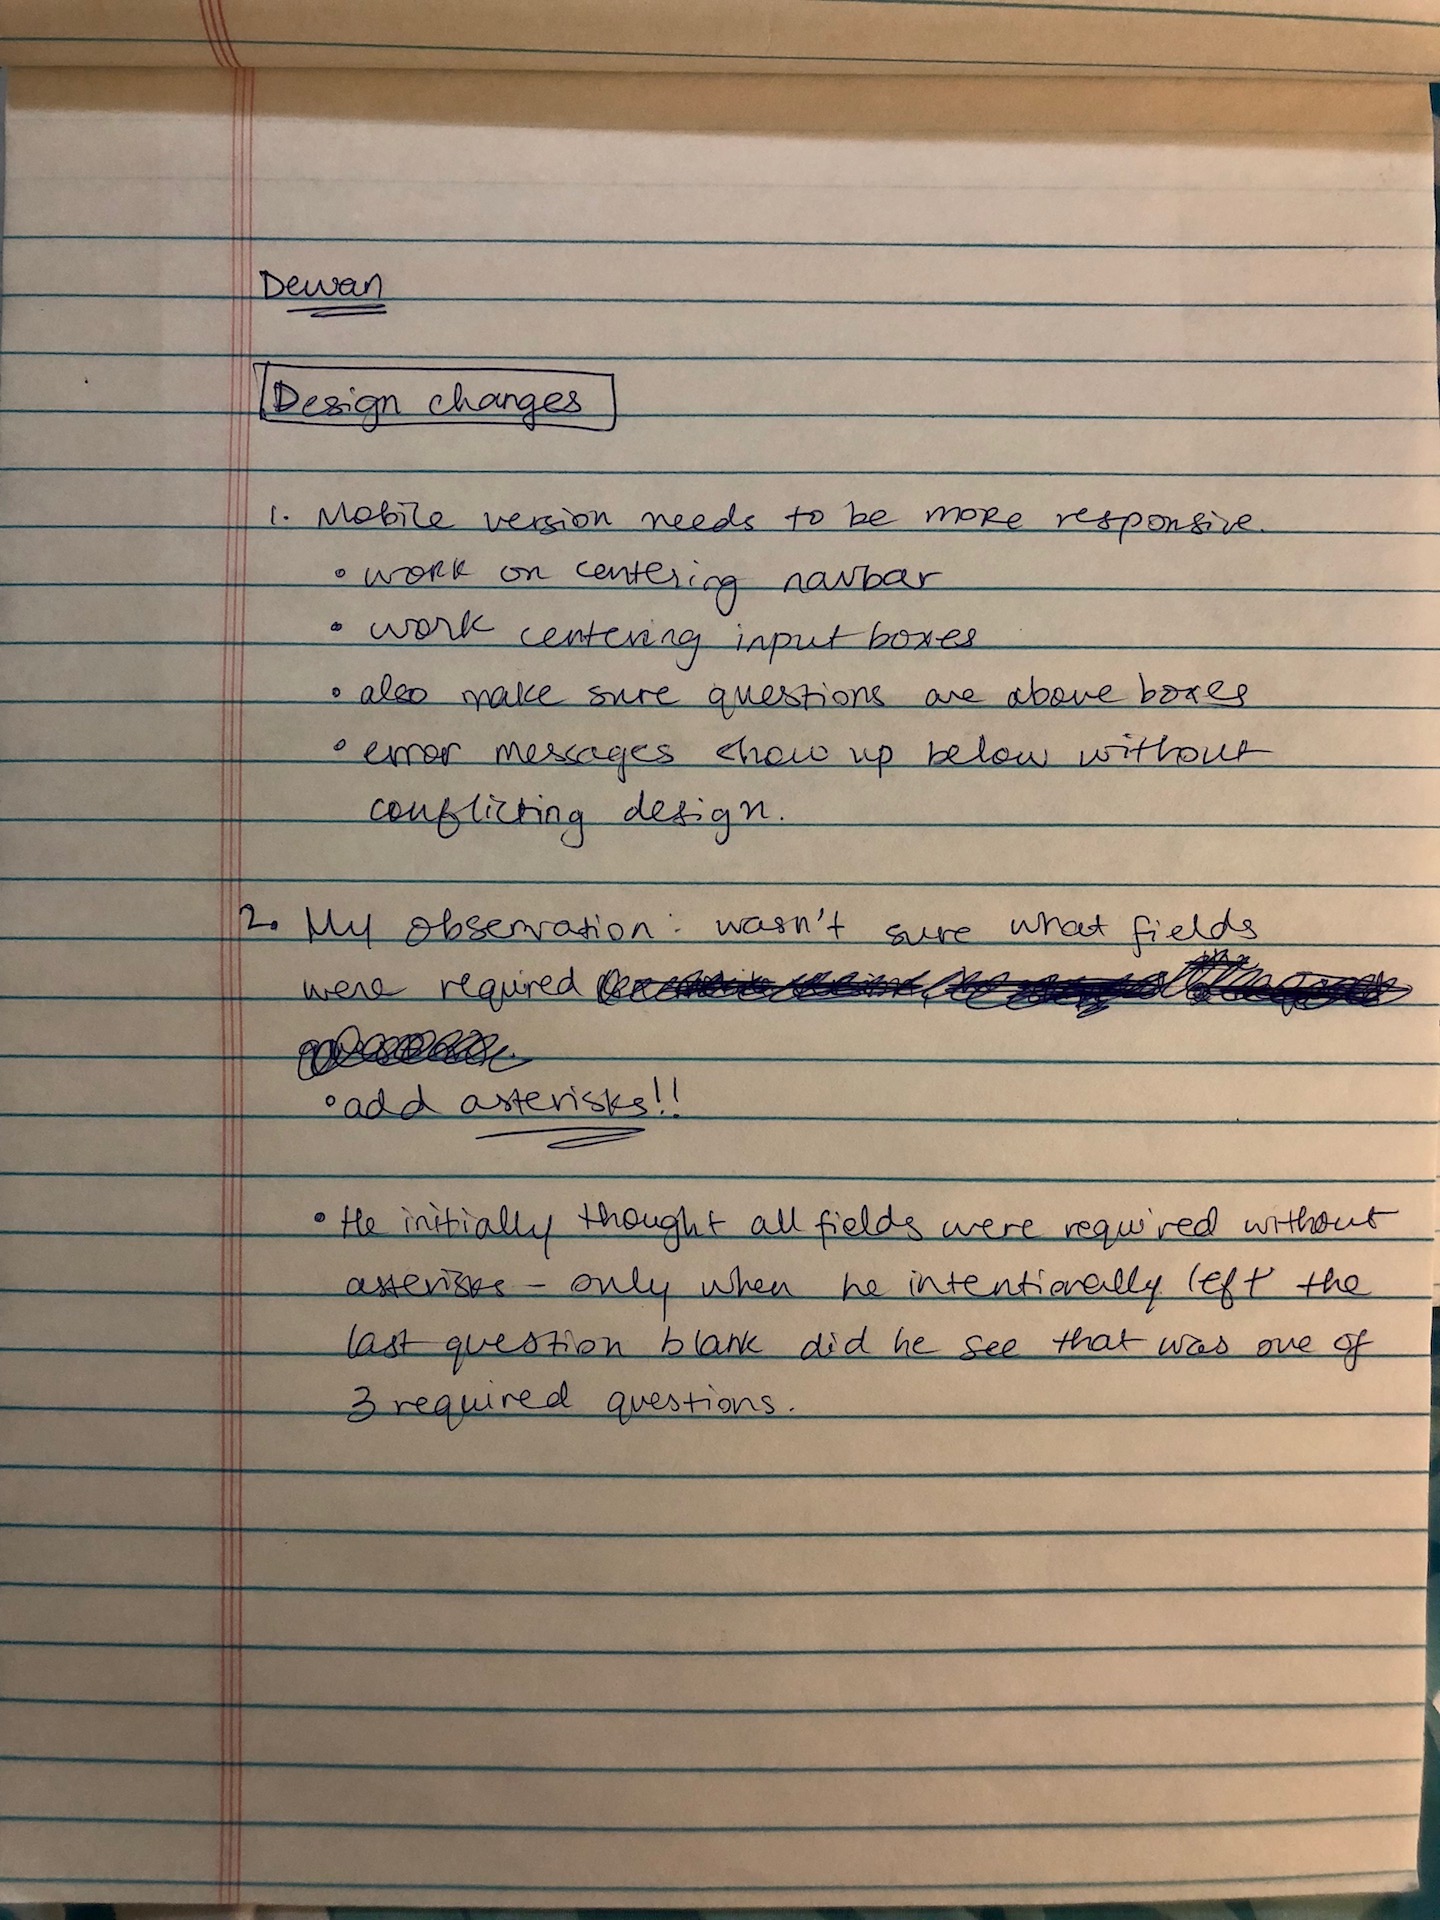 Dewan
Design changes
1. Mobile version needs to be more responsive.
• work on centering navbar
• work centering input boxes
• also make sure questions are above boxes
• error messages show up below without
conflicting design.
2. My observation: wasn't sure what fields
were required
• add asterisks!!
• He initially thought all fields were required without
asterisks - only when he intentionally left the
last question blank did he see that was one of
3 required questions.